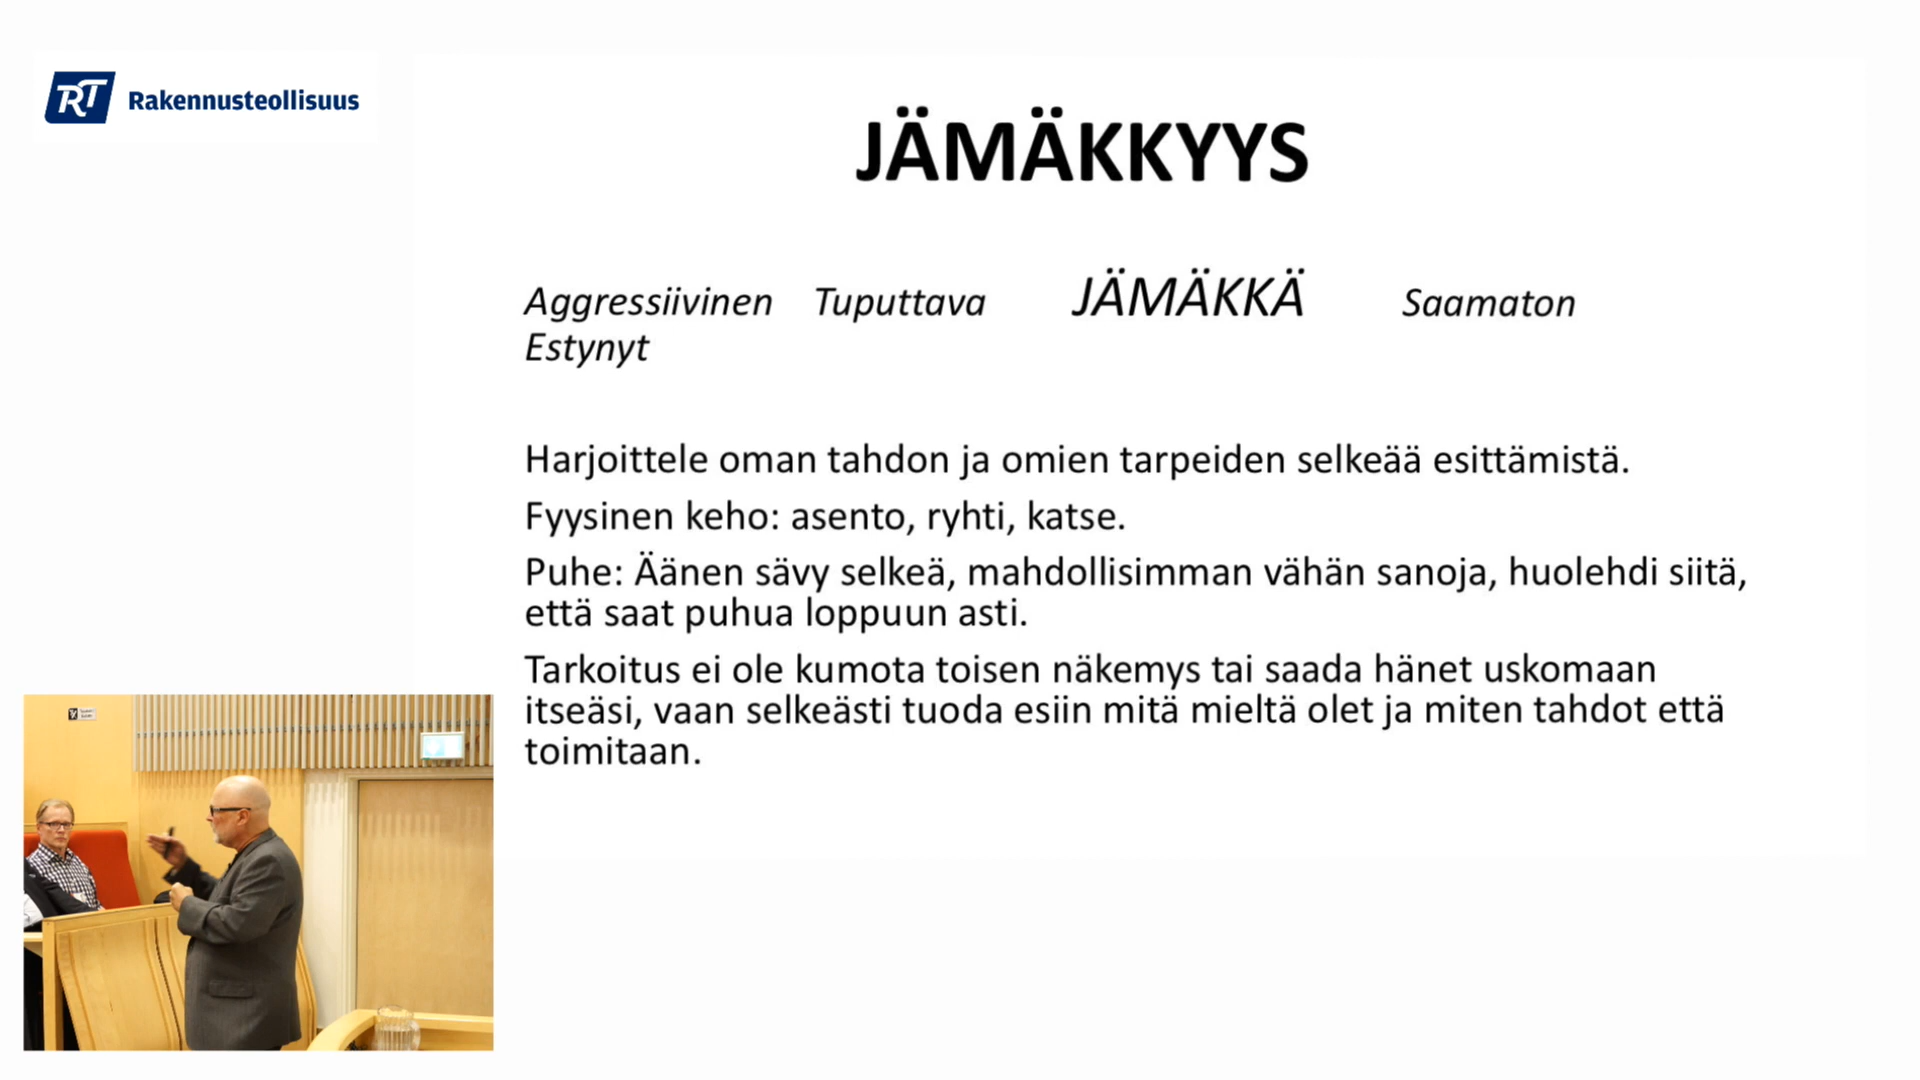 RT Rakennusteollisuus
JÄMÄKKYYS
Aggressiivinen Tuputtava JÄMÄKKÄ Saamaton
Estynyt
Harjoittele oman tahdon ja omien tarpeiden selkeää esittämistä.
Fyysinen keho: asento, ryhti, katse.
Puhe: Äänen sävy selkeä, mahdollisimman vähän sanoja, huolehdi siitä,
että saat puhua loppuun asti.
Tarkoitus ei ole kumota toisen näkemys tai saada hänet uskomaan
itseäsi, vaan selkeästi tuoda esiin mitä mieltä olet ja miten tahdot että
toimitaan.